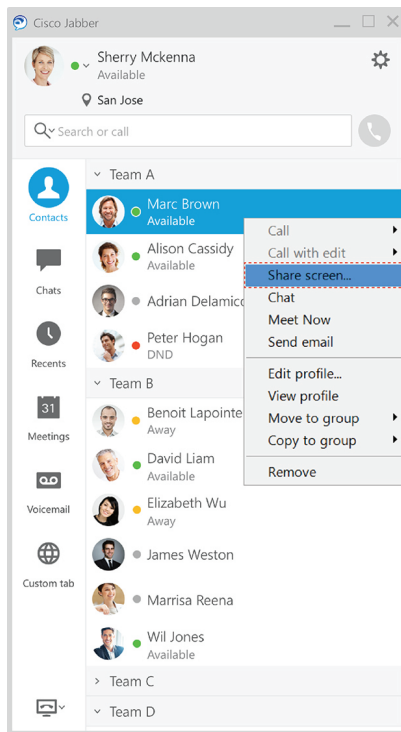 Cisco Jabber
Sherry Mckenna
Available
San Jose
Search or call
Contacts
Chats
Recents
31
Meetings
Voicemail
Custom tab
Team A
Marc Brown
Available
Alison Cassidy
Available
Adrian Delamico
Peter Hogan
DND
Team B
Benoit Lapointe
Away
David Liam
Available
Elizabeth Wu
Away
James Weston
Marrisa Reena
Wil Jones
Available
Team C
Team D
Call
Call with edit
Share screen...
Chat
Meet Now
Send email
Edit profile...
View profile
Move to group
Copy to group
Remove